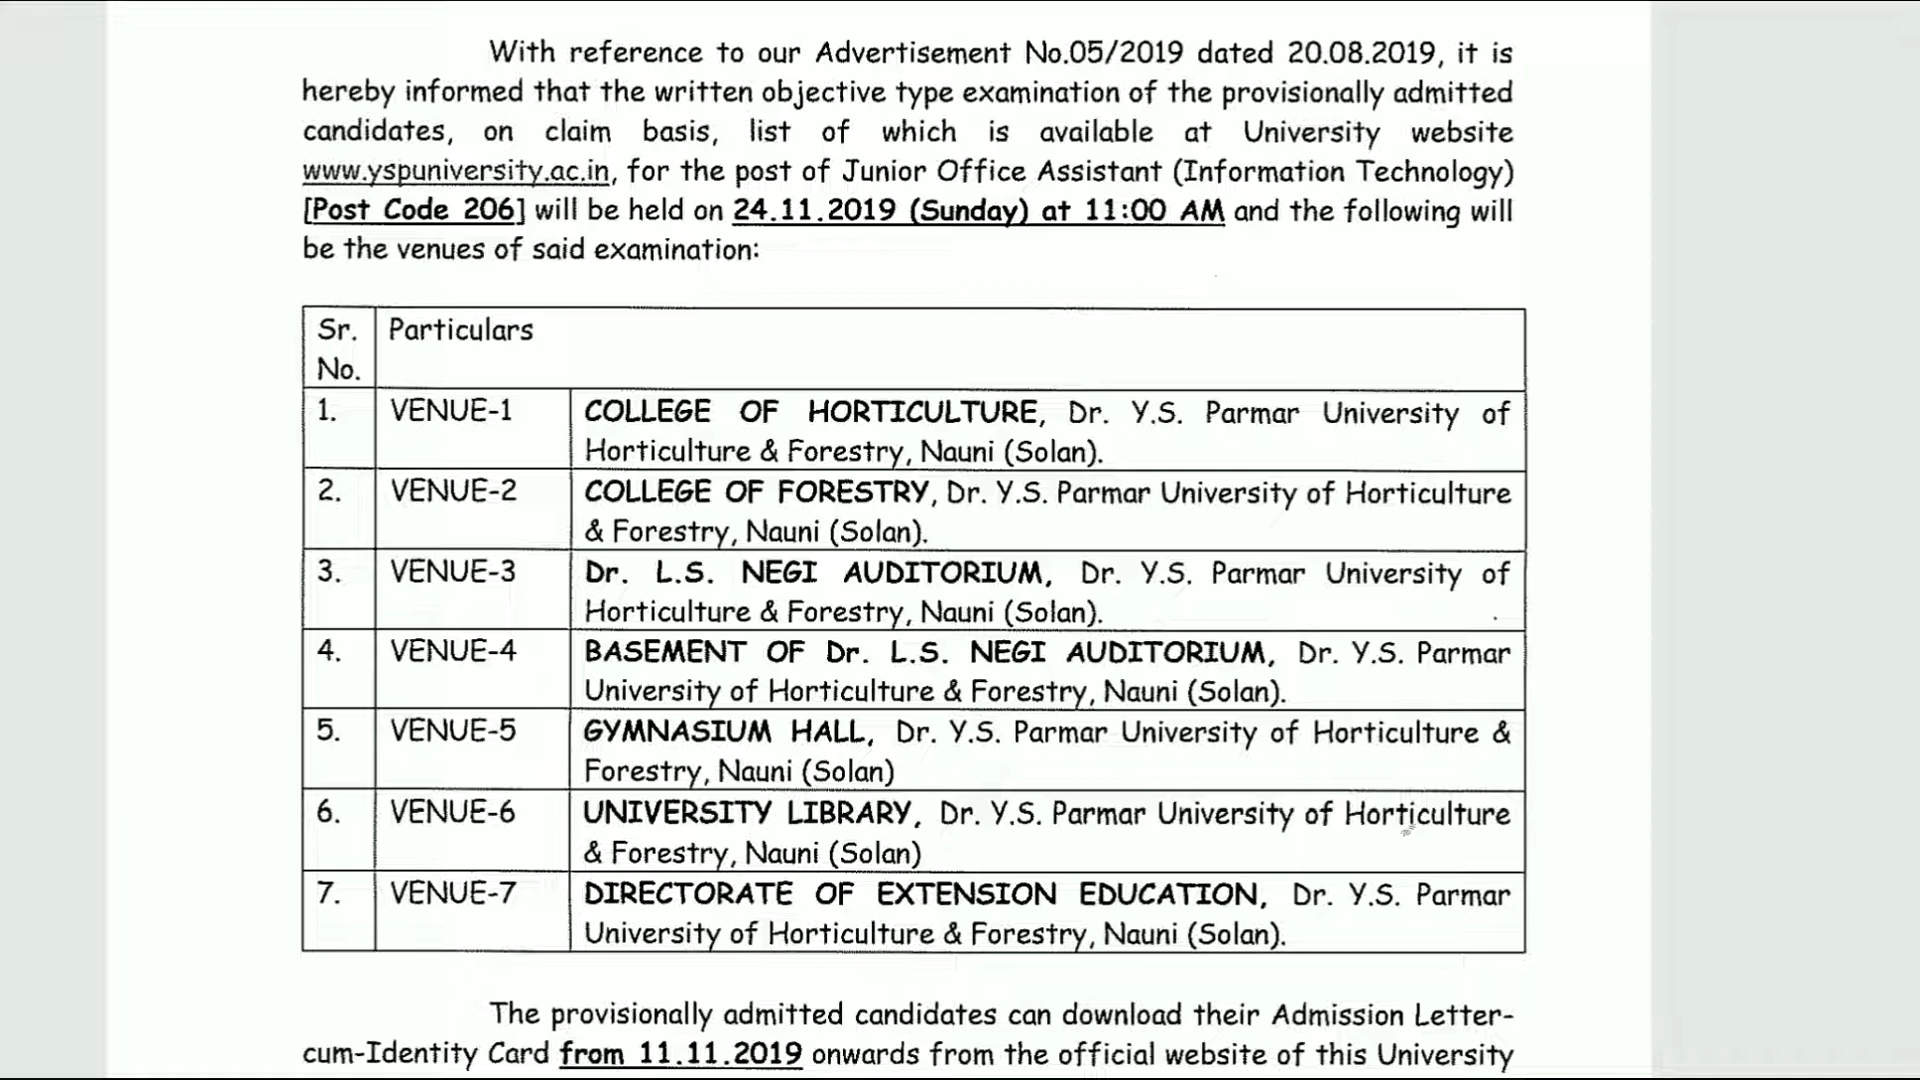 With reference to our Advertisement No.05/2019 dated 20.08.2019, it is
hereby informed that the written objective type examination of the provisionally admitted
candidates, on claim basis, list of which is available at University website
www.yspuniversity.ac.in, for the post of Junior Office Assistant (Information Technology)
[Post Code 206] will be held on 24.11.2019 (Sunday) at 11:00 AM and the following will
be the venues of said examination:
Sr. No. Particulars
1. VENUE-1 COLLEGE OF HORTICULTURE, Dr. Y.S. Parmar University of
Horticulture & Forestry, Nauni (Solan).
2. VENUE-2 COLLEGE OF FORESTRY, Dr. Y.S. Parmar University of Horticulture
& Forestry, Nauni (Solan).
3. VENUE-3 Dr. L.S. NEGI AUDITORIUM, Dr. Y.S. Parmar University of
Horticulture & Forestry, Nauni (Solan).
4. VENUE-4 BASEMENT OF Dr. L.S. NEGI AUDITORIUM, Dr. Y.S. Parmar
University of Horticulture & Forestry, Nauni (Solan).
5. VENUE-5 GYMNASIUM HALL, Dr. Y.S. Parmar University of Horticulture &
Forestry, Nauni (Solan)
6. VENUE-6 UNIVERSITY LIBRARY, Dr. Y.S. Parmar University of Horticulture
& Forestry, Nauni (Solan)
7. VENUE-7 DIRECTORATE OF EXTENSION EDUCATION, Dr. Y.S. Parmar
University of Horticulture & Forestry, Nauni (Solan).
The provisionally admitted candidates can download their Admission Letter-
cum-Identity Card from 11.11.2019 onwards from the official website of this University